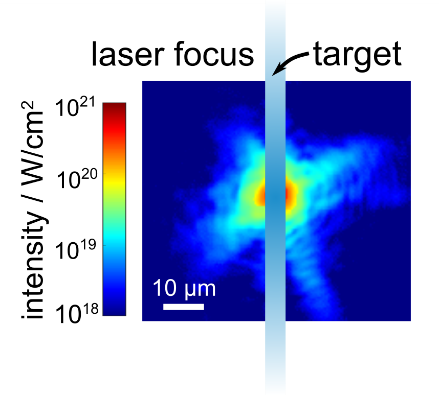 laser focus
target
intensity / W/cm²
10²¹
10²⁰
10¹⁹
10¹⁸
10 μm